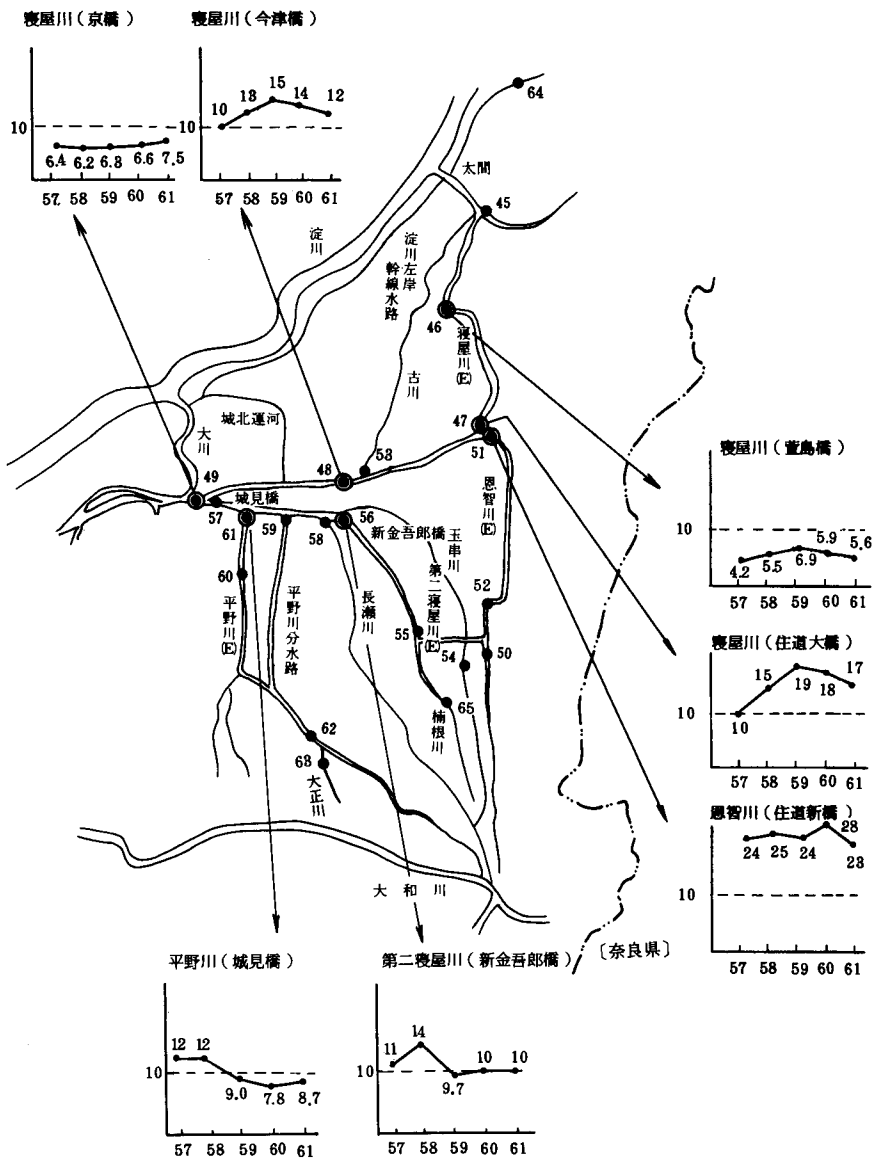 寝屋川(京橋)
10
6.4 6.2 6.8 6.6 7.5
57 58 59 60 61
寝屋川(今津橋)
10
10 13 15 14 12
57 58 59 60 61
64
太間
45
淀川
淀川左岸
幹線水路
46
寝屋川(E)
古川
城北運河
大川
47
51
53
48
49
城見橋
57
61
59
58
56
新金吾郎橋
玉串川
恩智川(E)
60
平野川(E)
平野川分水路
長瀬川
第二寝屋川(E)
52
55
54
50
65
楠根川
62
63
大正川
大和川
〔奈良県〕
寝屋川(萱島橋)
10
4.2 5.5 6.9 5.9 5.6
57 58 59 60 61
寝屋川(住道大橋)
10
10 15 19 18 17
57 58 59 60 61
恩智川(住道新橋)
10
24 25 24 28 23
57 58 59 60 61
平野川(城見橋)
10
12 12 9.0 7.8 8.7
57 58 59 60 61
第二寝屋川(新金吾郎橋)
10
11 14 9.7 10 10
57 58 59 60 61